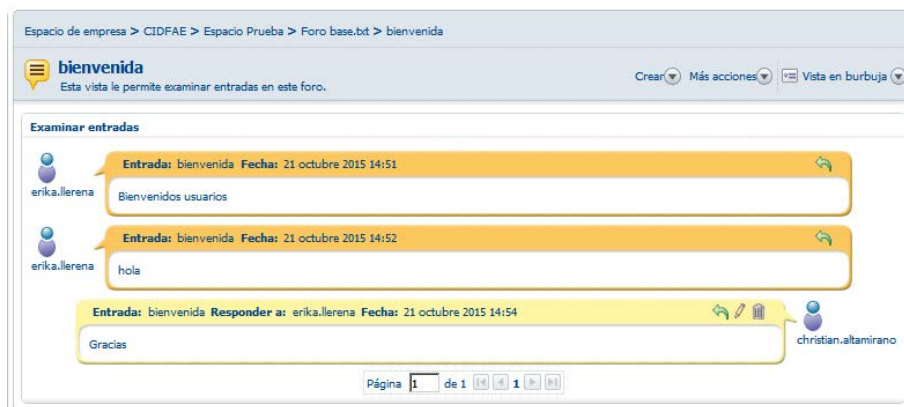 Espacio de empresa > CIDFAE > Espacio Prueba > Foro base.txt > bienvenida
bienvenida
Esta vista le permite examinar entradas en este foro.
Crear Más acciones Vista en burbuja
Examinar entradas
Entrada: bienvenida Fecha: 21 octubre 2015 14:51
erika.llerena
Bienvenidos usuarios
Entrada: bienvenida Fecha: 21 octubre 2015 14:52
erika.llerena
hola
Entrada: bienvenida Responder a: erika.llerena Fecha: 21 octubre 2015 14:54
christian.altamirano
Gracias
Página 1 de 1 1